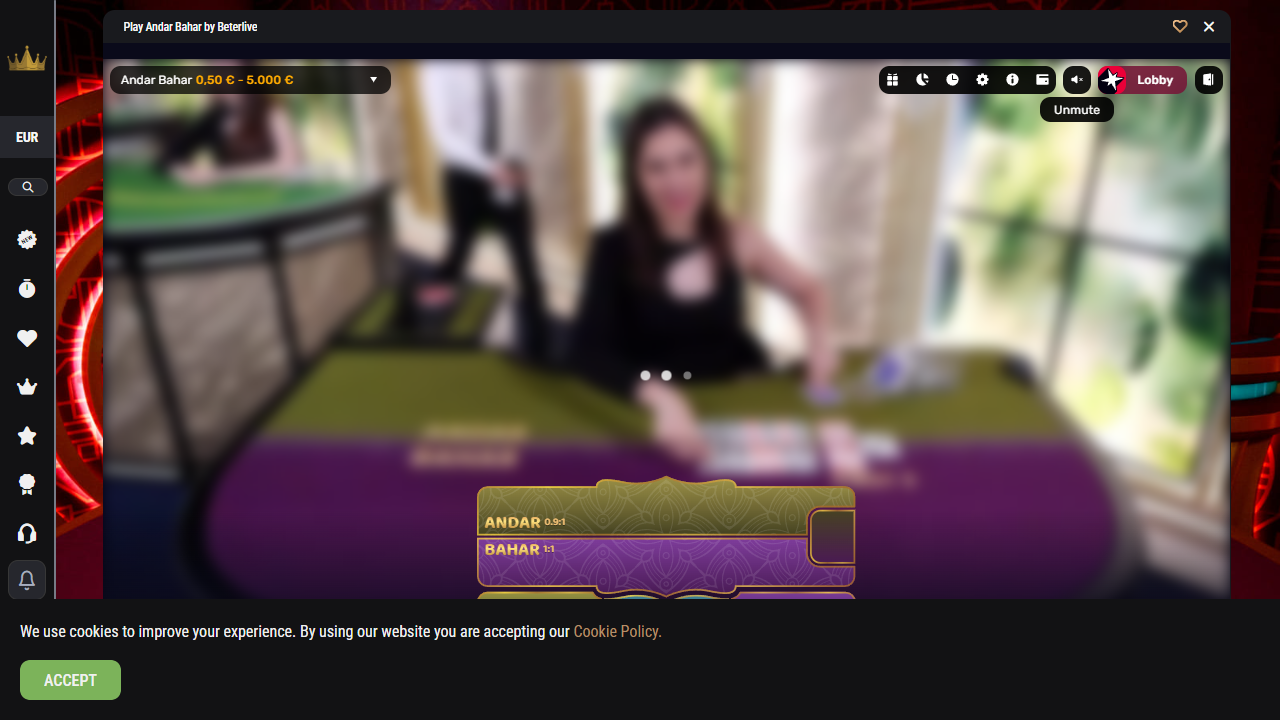 Play Andar Bahar by Beterlive
Andar Bahar 0,50 € - 5.000 €
Lobby
Unmute
EUR
NEW
ANDAR 0.9:1
BAHAR 1:1
We use cookies to improve your experience. By using our website you are accepting our Cookie Policy.
ACCEPT